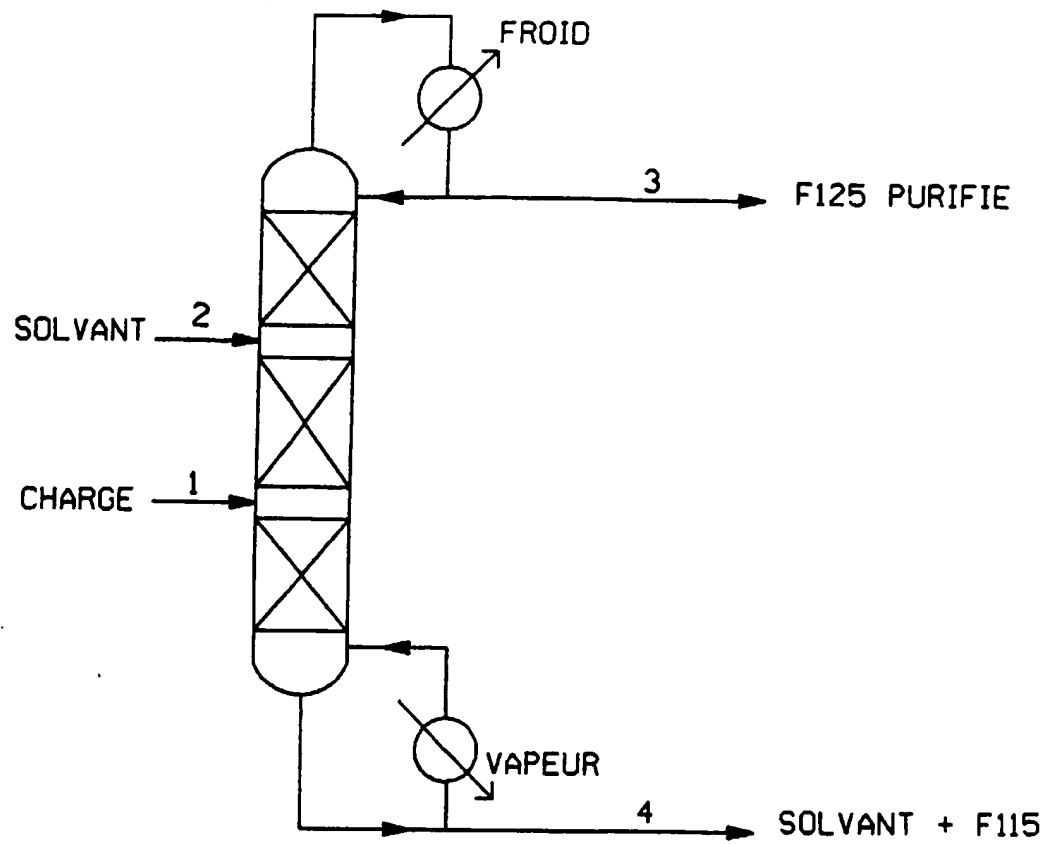 FROID
3
F125 PURIFIE
SOLVANT
2
CHARGE
1
VAPEUR
4
SOLVANT + F115